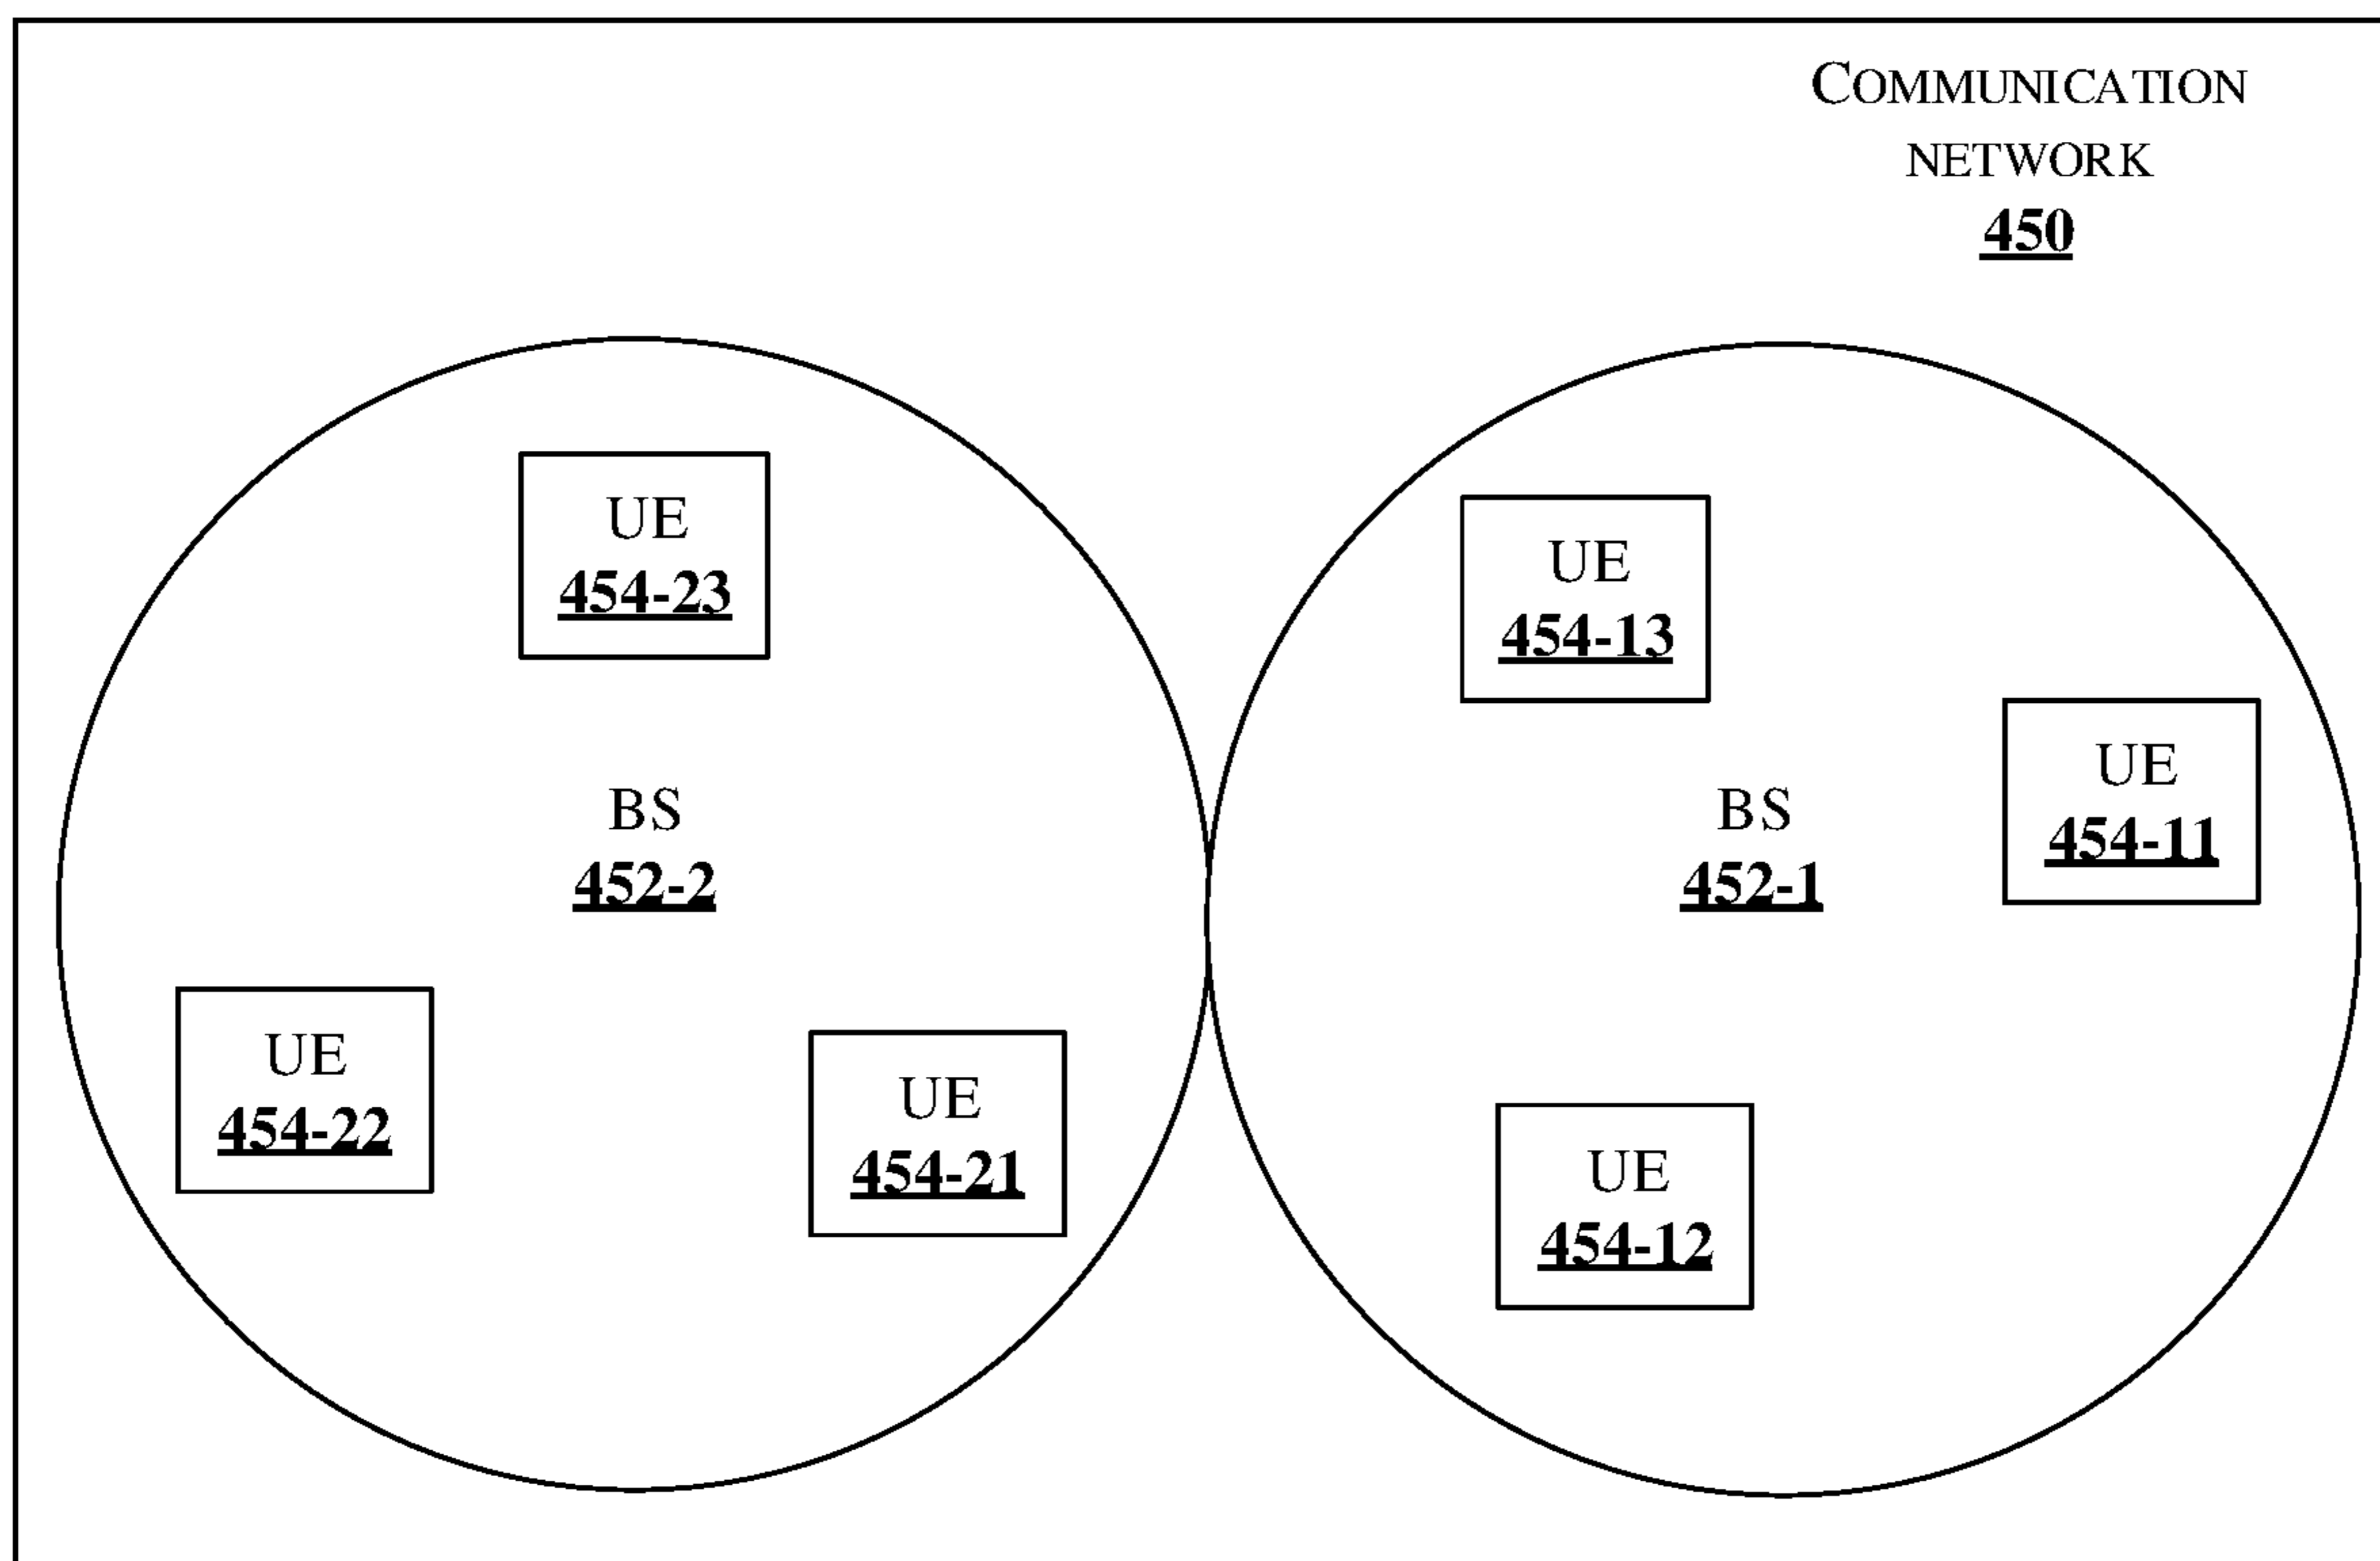 COMMUNICATION
NETWORK
450
UE
454-23
UE
454-13
UE
454-11
BS
452-2
BS
452-1
UE
454-22
UE
454-21
UE
454-12